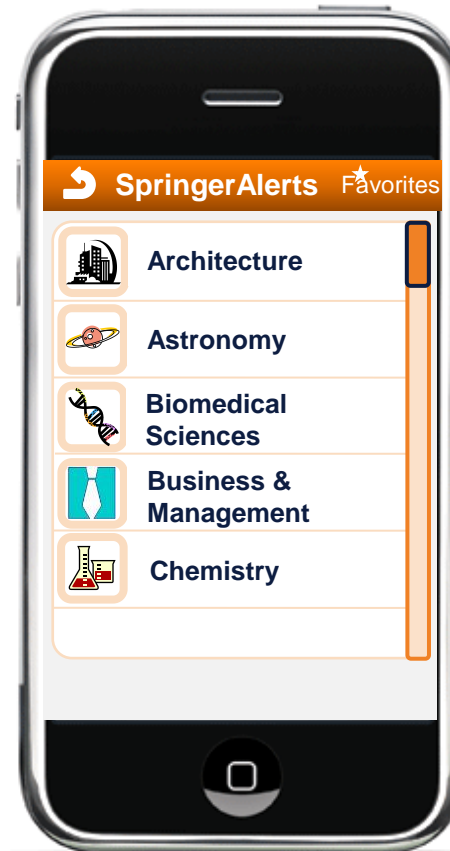 SpringerAlerts Favorites
Architecture
Astronomy
Biomedical
Sciences
Business &
Management
Chemistry